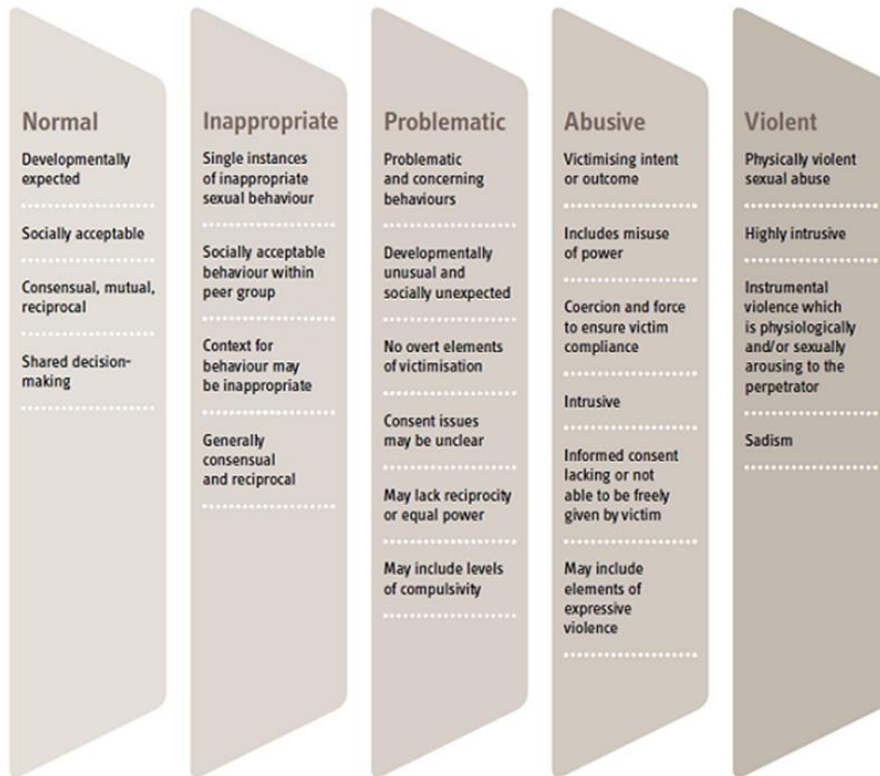 Normal
Developmentally
expected
Socially acceptable
Consensual, mutual,
reciprocal
Shared decision-
making
Inappropriate
Single instances
of inappropriate
sexual behaviour
Socially acceptable
behaviour within
peer group
Context for
behaviour may
be inappropriate
Generally
consensual
and reciprocal
Problematic
Problematic
and concerning
behaviours
Developmentally
unusual and
socially unexpected
No overt elements
of victimisation
Consent issues
may be unclear
May lack reciprocity
or equal power
May include levels
of compulsivity
Abusive
Victimising intent
or outcome
Includes misuse
of power
Coercion and force
to ensure victim
compliance
Intrusive
Informed consent
lacking or not
able to be freely
given by victim
May include
elements of
expressive
violence
Violent
Physically violent
sexual abuse
Highly intrusive
Instrumental
violence which
is physiologically
and/or sexually
arousing to the
perpetrator
Sadism